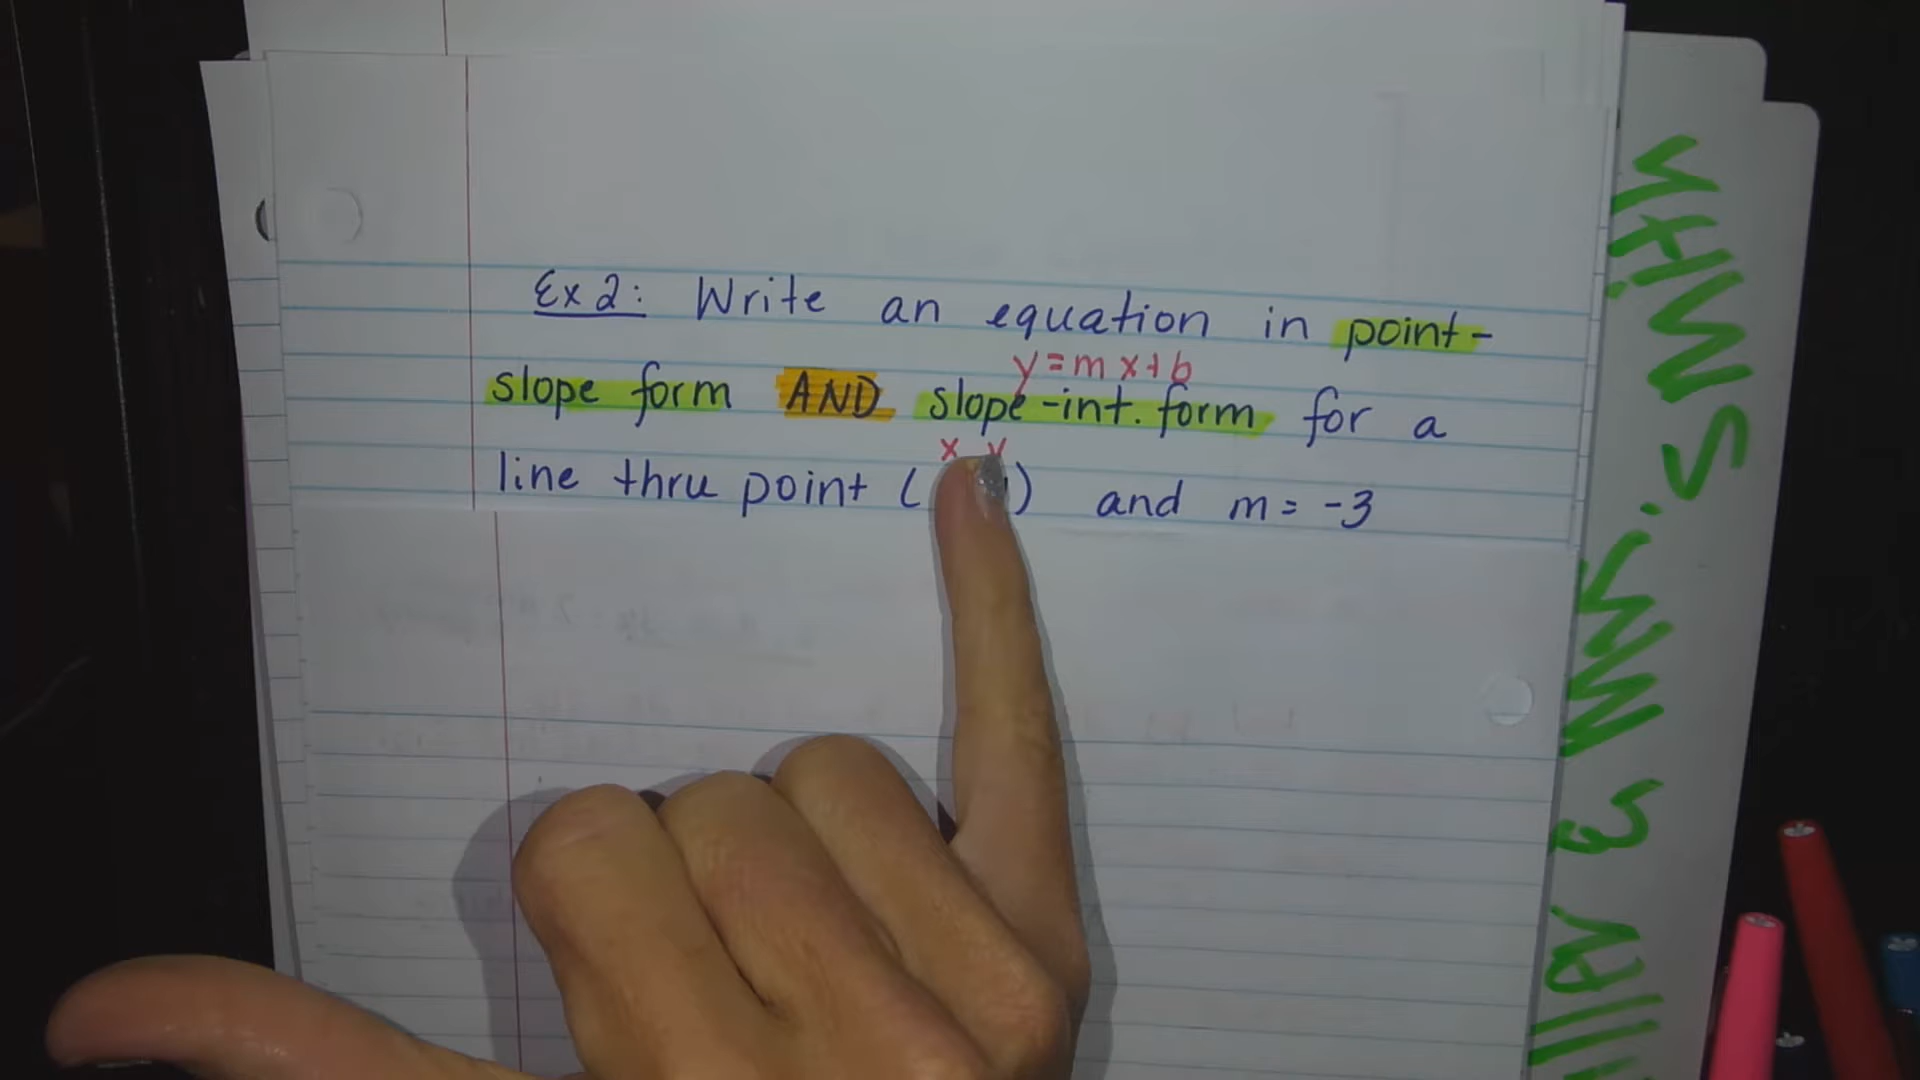 Ex 2: Write an equation in point-
y = mx + b
slope form AND slope-int. form for a
x y
line thru point ( ) and m = -3